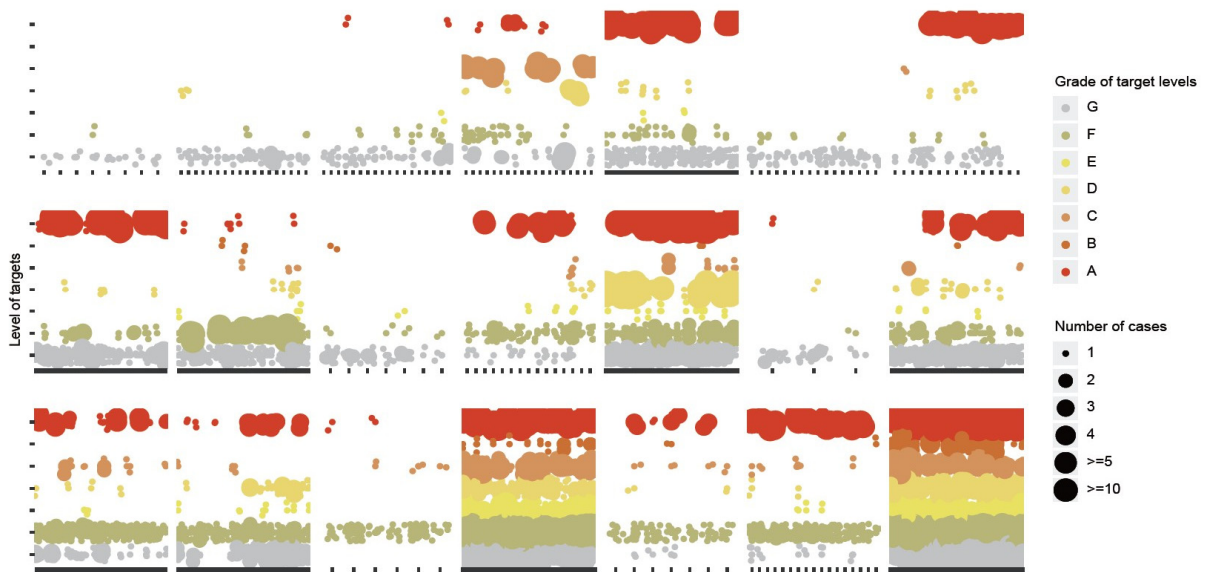 Level of targets
Grade of target levels
G
F
E
D
C
B
A
Number of cases
1
2
3
4
>=5
>=10